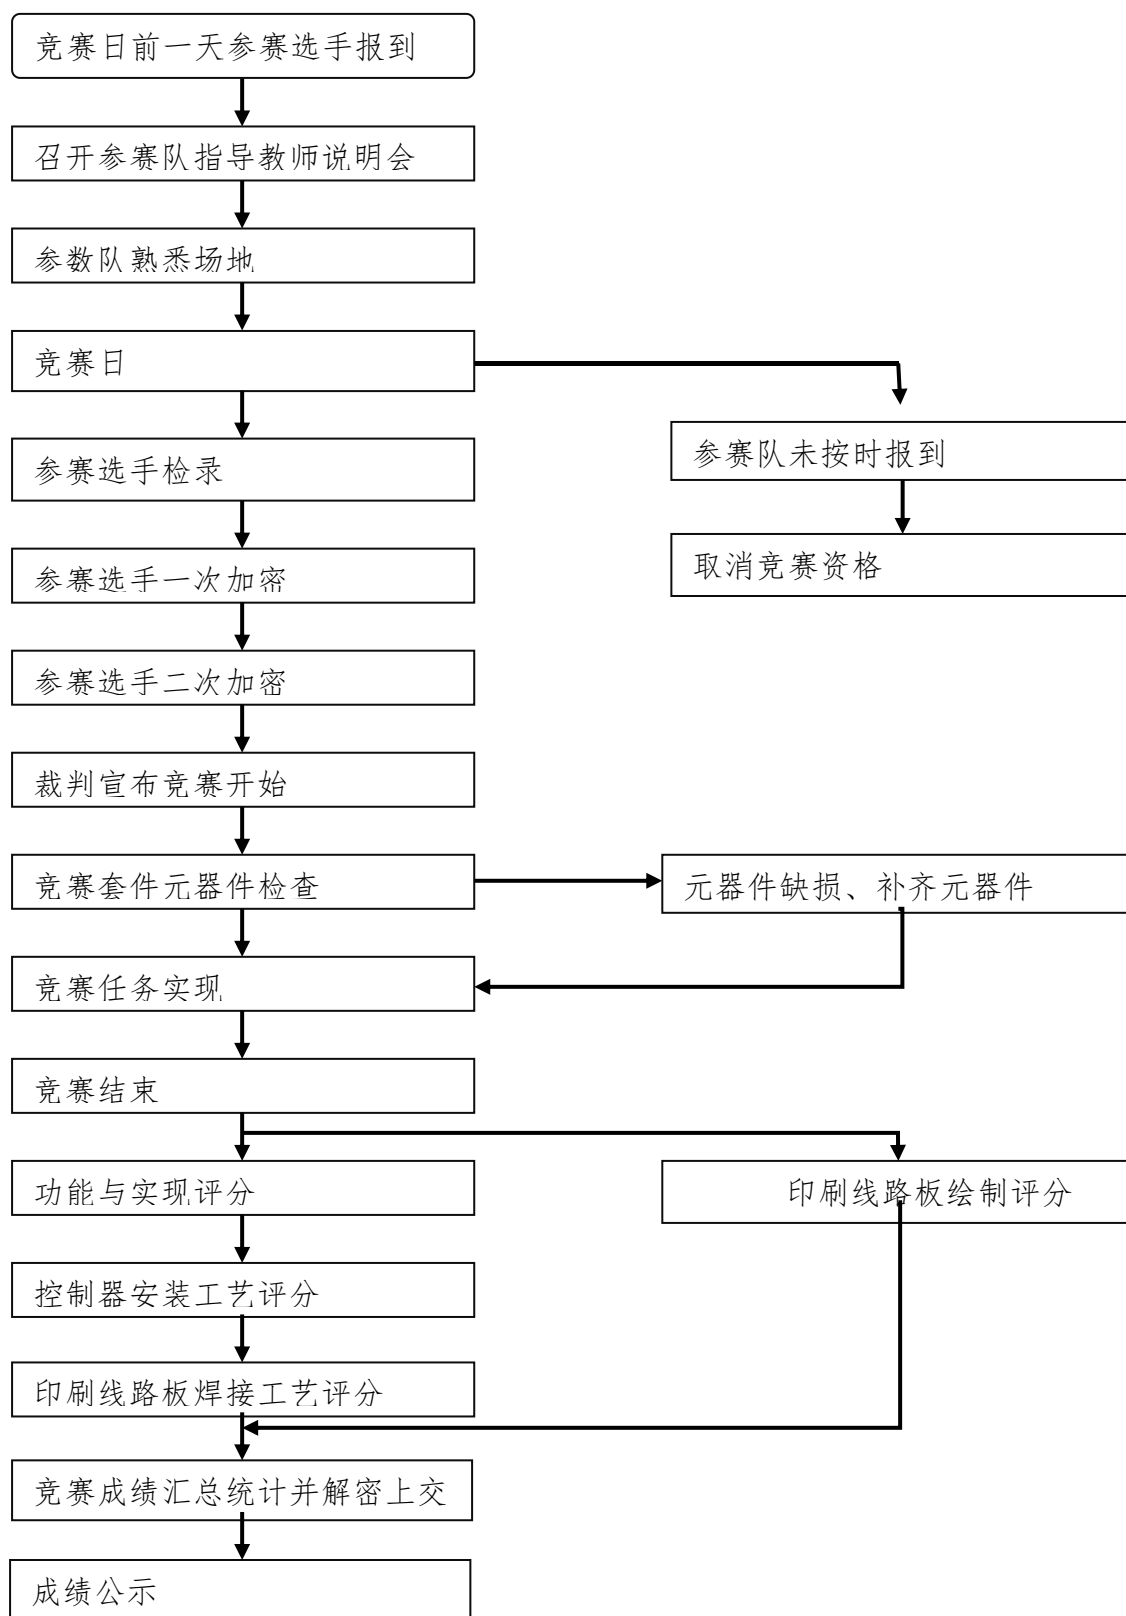 竞赛日前一天参赛选手报到
召开参赛队指导教师说明会
参数队熟悉场地
竞赛日
参赛队未按时报到
参赛选手检录
取消竞赛资格
参赛选手一次加密
参赛选手二次加密
裁判宣布竞赛开始
竞赛套件元器件检查
元器件缺损、补齐元器件
竞赛任务实现
竞赛结束
功能与实现评分
印刷线路板绘制评分
控制器安装工艺评分
印刷线路板焊接工艺评分
竞赛成绩汇总统计并解密上交
成绩公示